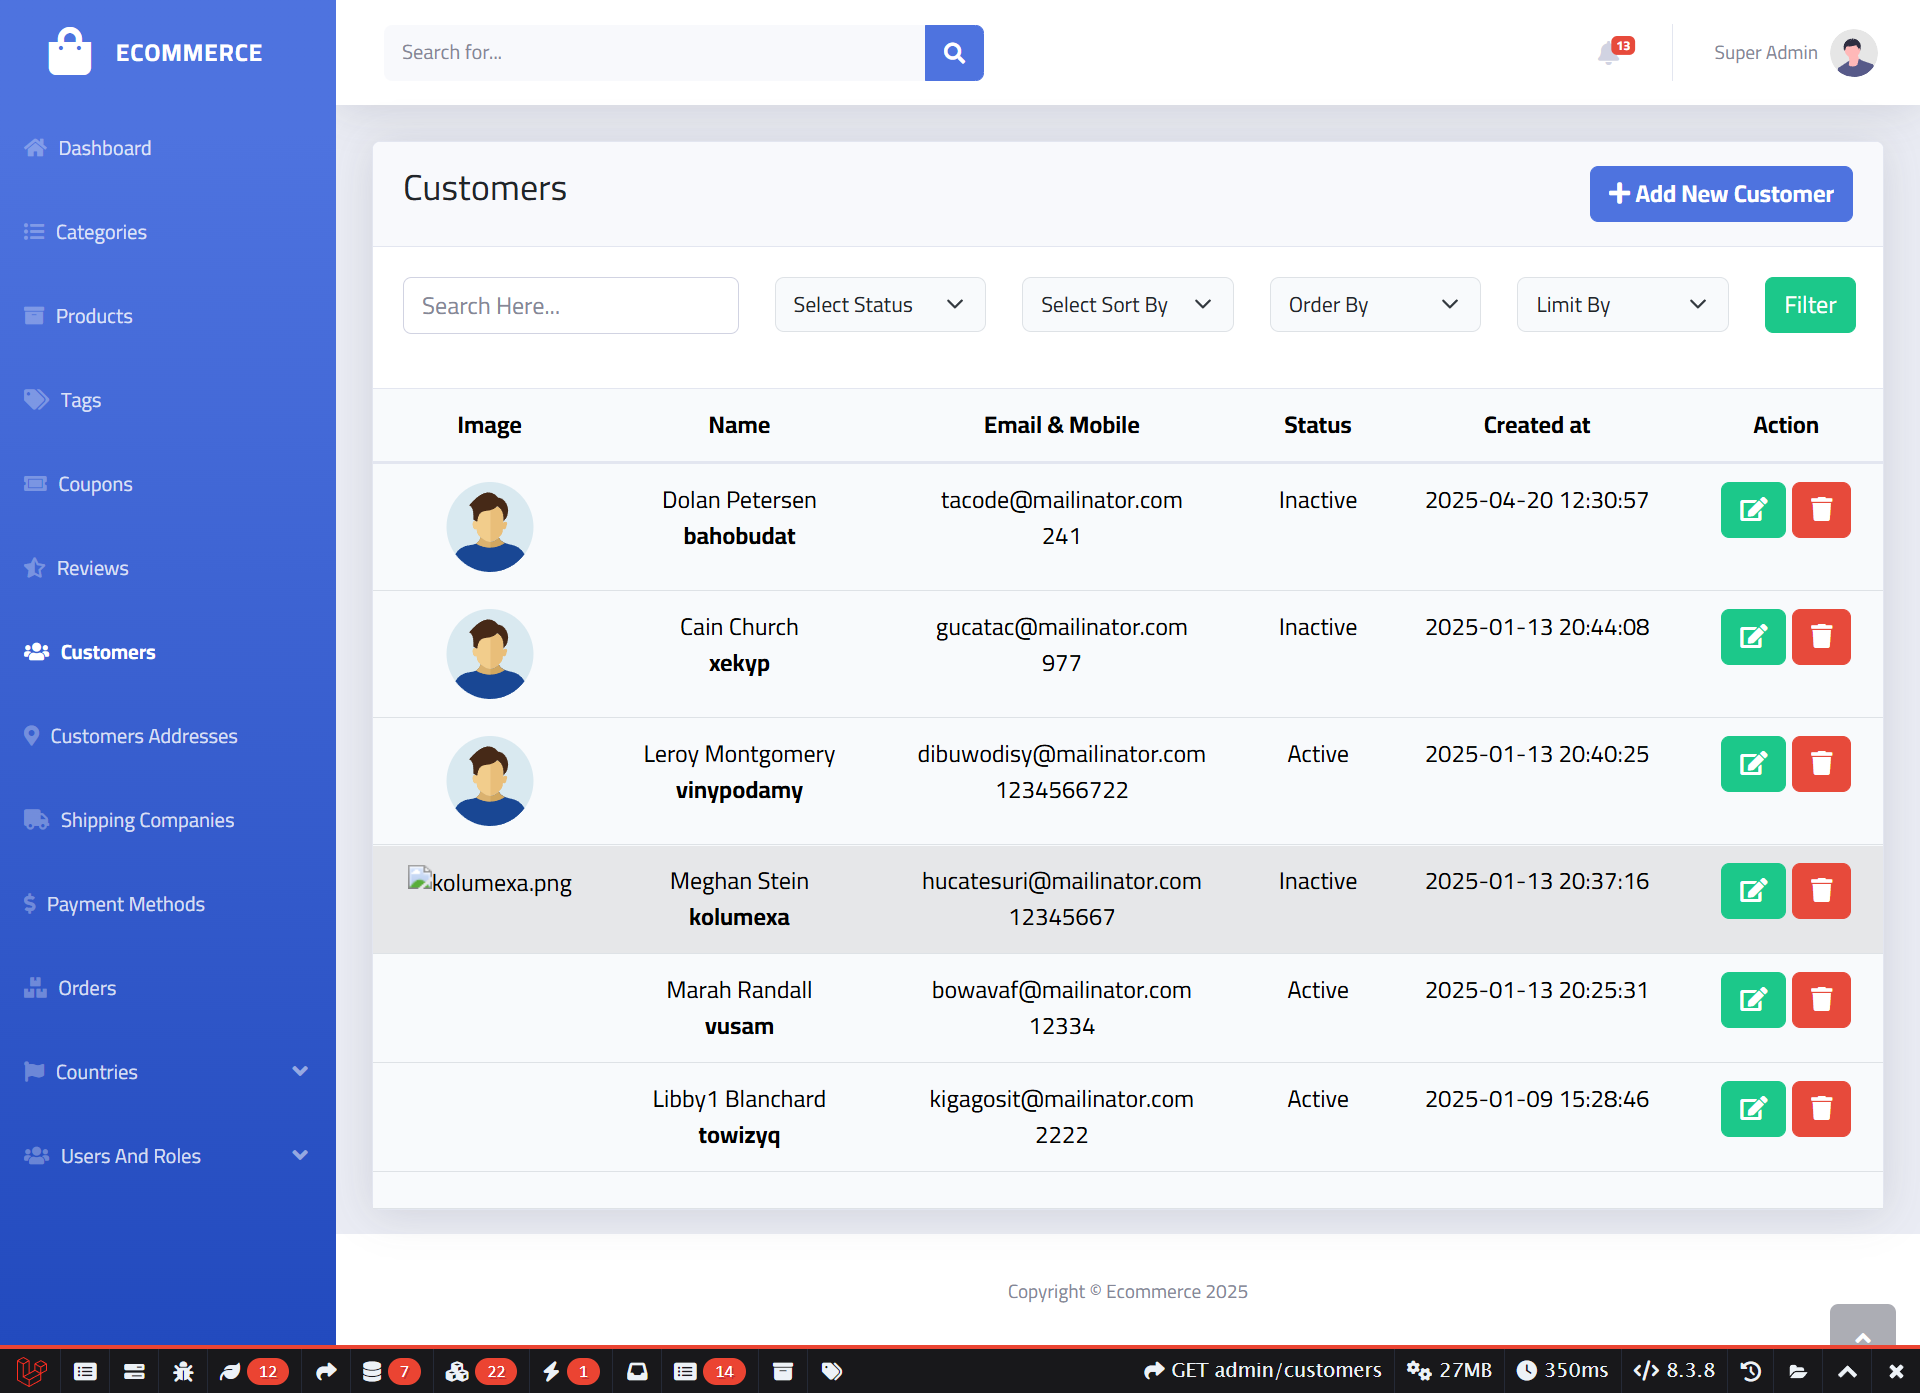 ECOMMERCE
Search for...
13
Super Admin
Dashboard
Categories
Products
Tags
Coupons
Reviews
Customers
Customers Addresses
Shipping Companies
Payment Methods
Orders
Countries
Users And Roles
Customers
Add New Customer
Search Here...
Select Status
Select Sort By
Order By
Limit By
Filter
Image Name Email & Mobile Status Created at Action
Dolan Petersen tacode@mailinator.com Inactive 2025-04-20 12:30:57
bahobudat 241
Cain Church gucatac@mailinator.com Inactive 2025-01-13 20:44:08
xekyp 977
Leroy Montgomery dibuwodisy@mailinator.com Active 2025-01-13 20:40:25
vinypodamy 1234566722
kolumexa.png Meghan Stein hucatesuri@mailinator.com Inactive 2025-01-13 20:37:16
kolumexa 12345667
Marah Randall bowavaf@mailinator.com Active 2025-01-13 20:25:31
vusam 12334
Libby1 Blanchard kigagosit@mailinator.com Active 2025-01-09 15:28:46
towizyq 2222
Copyright © Ecommerce 2025
12 7 22 1 14 GET admin/customers 27MB 350ms 8.3.8